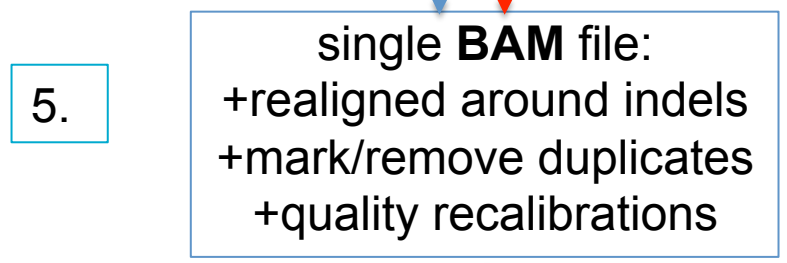 5.
single BAM file:
+realigned around indels
+mark/remove duplicates
+quality recalibrations